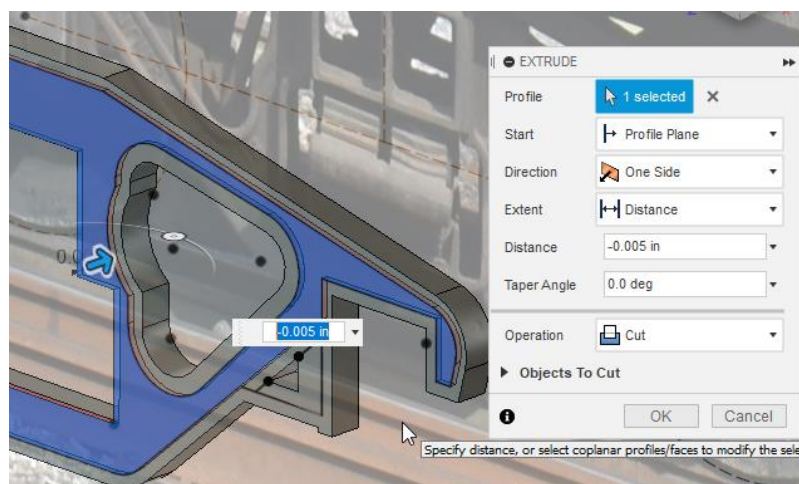 EXTRUDE
Profile 1 selected
Start Profile Plane
Direction One Side
Extent Distance
Distance -0.005 in
Taper Angle 0.0 deg
Operation Cut
Objects To Cut
OK Cancel
-0.005 in
Specify distance, or select coplanar profiles/faces to modify the sele